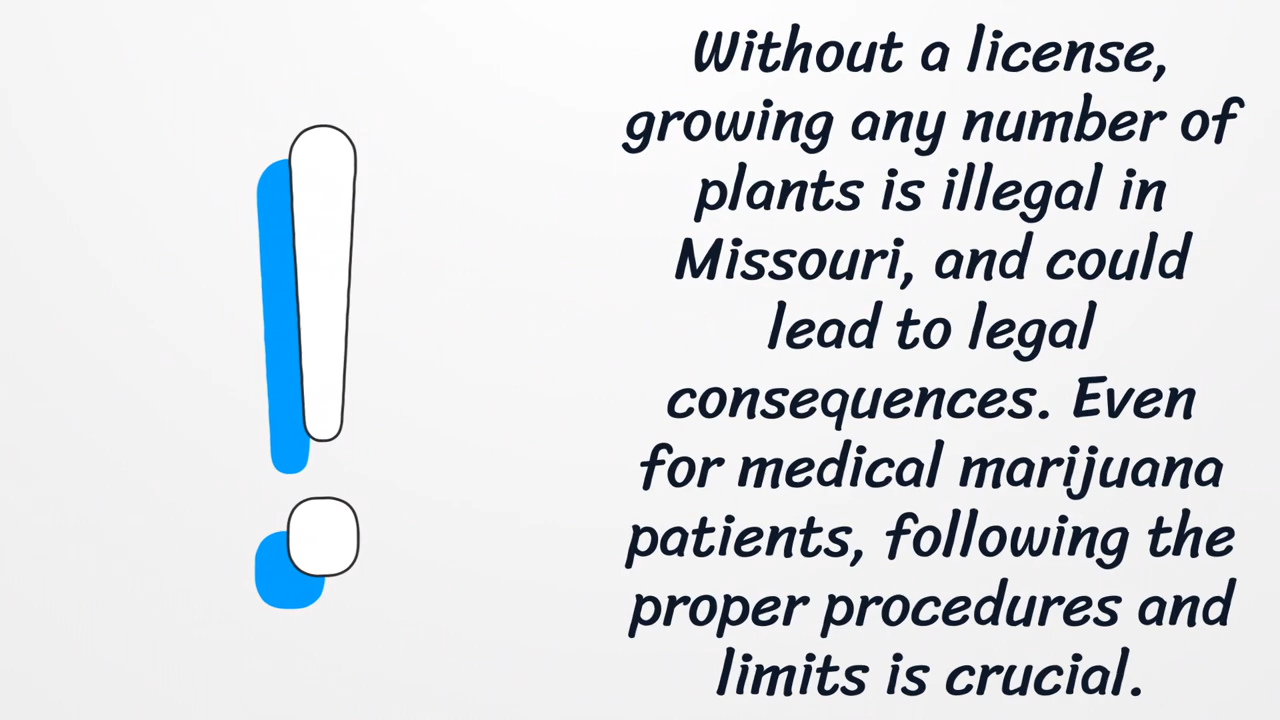 Without a license,
growing any number of
plants is illegal in
Missouri, and could
lead to legal
consequences. Even
for medical marijuana
patients, following the
proper procedures and
limits is crucial.